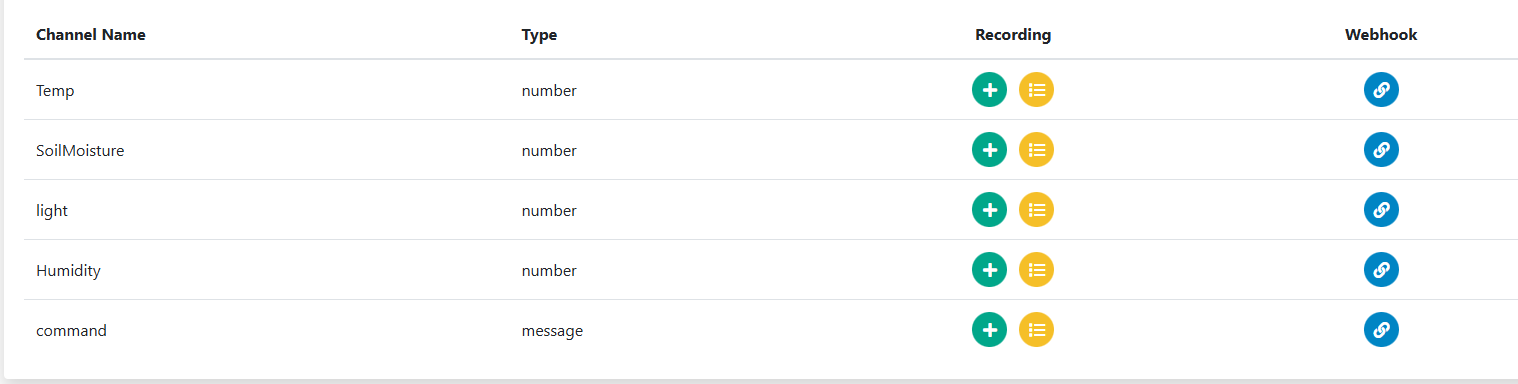 Channel Name Type Recording Webhook
Temp number
SoilMoisture number
light number
Humidity number
command message